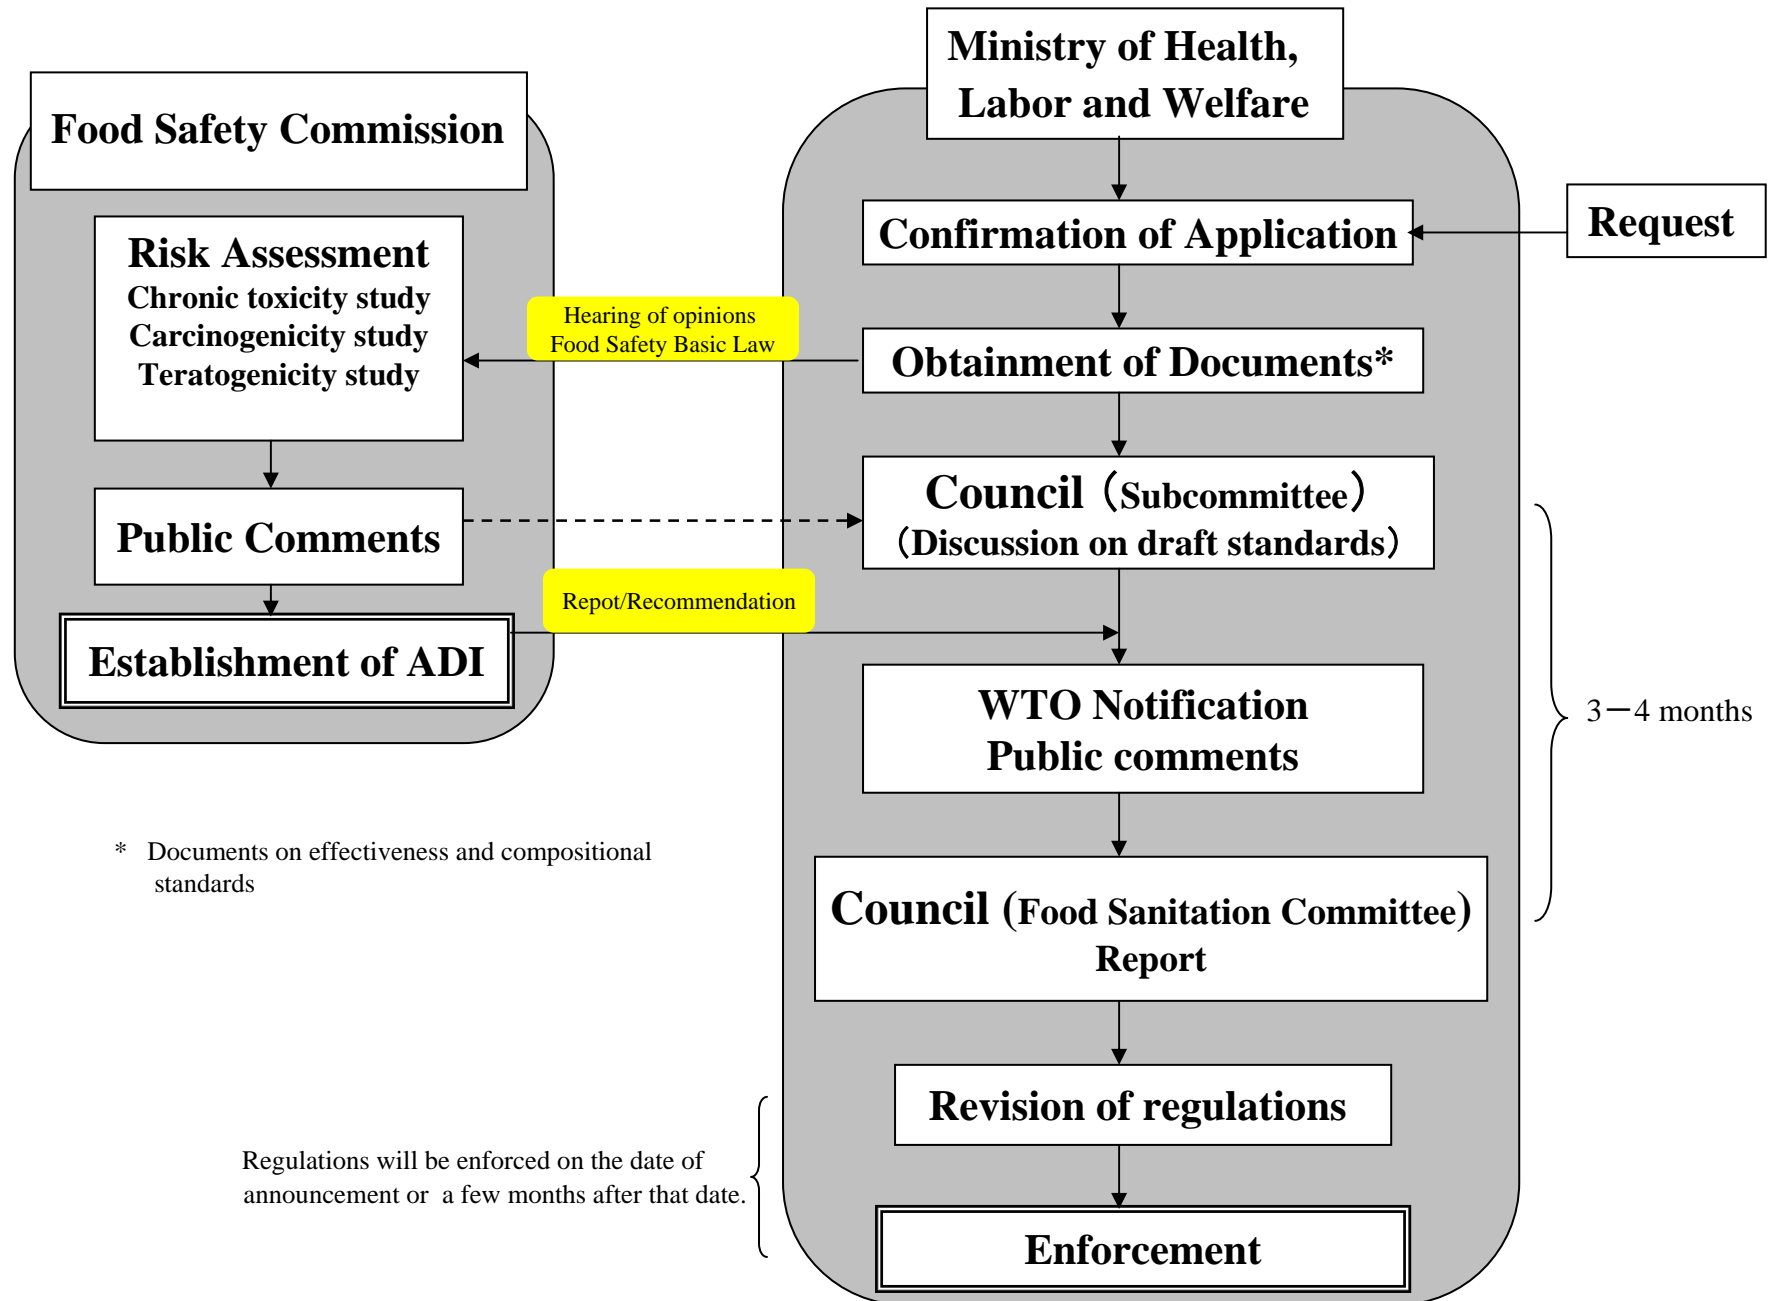 Food Safety Commission
Risk Assessment
Chronic toxicity study
Carcinogenicity study
Teratogenicity study
Public Comments
Establishment of ADI
* Documents on effectiveness and compositional
standards
Hearing of opinions
Food Safety Basic Law
Repot/Recommendation
Ministry of Health,
Labor and Welfare
Confirmation of Application
Request
Obtainment of Documents*
Council（Subcommittee）
（Discussion on draft standards）
WTO Notification
Public comments
3－4 months
Council (Food Sanitation Committee)
Report
Revision of regulations
Regulations will be enforced on the date of
announcement or a few months after that date.
Enforcement